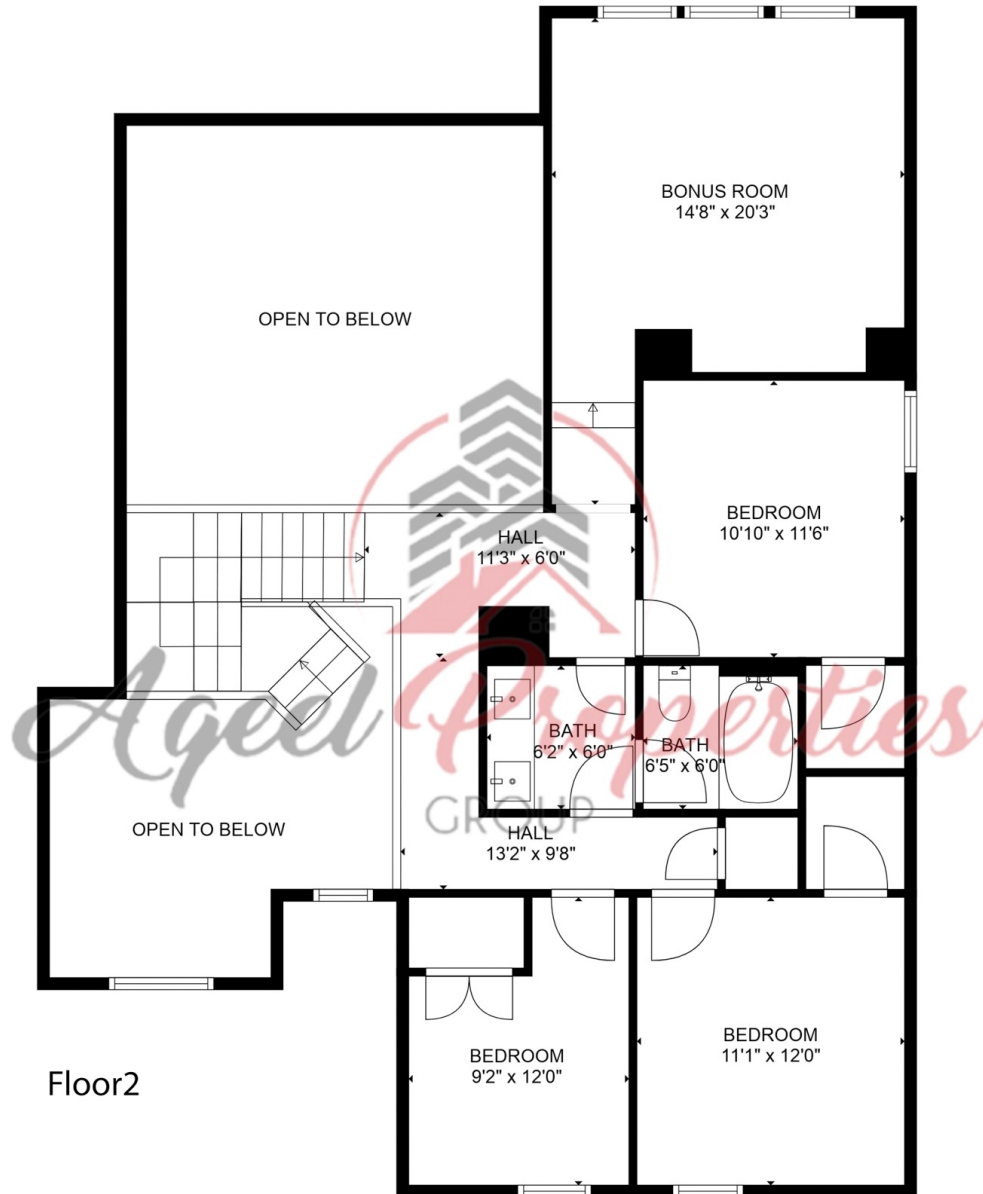 BONUS ROOM
14'8" x 20'3"
OPEN TO BELOW
BEDROOM
10'10" x 11'6"
HALL
11'3" x 6'0"
Aqeel Properties
GROUP
BATH
6'2" x 6'0"
BATH
6'5" x 6'0"
OPEN TO BELOW
HALL
13'2" x 9'8"
BEDROOM
9'2" x 12'0"
BEDROOM
11'1" x 12'0"
Floor2